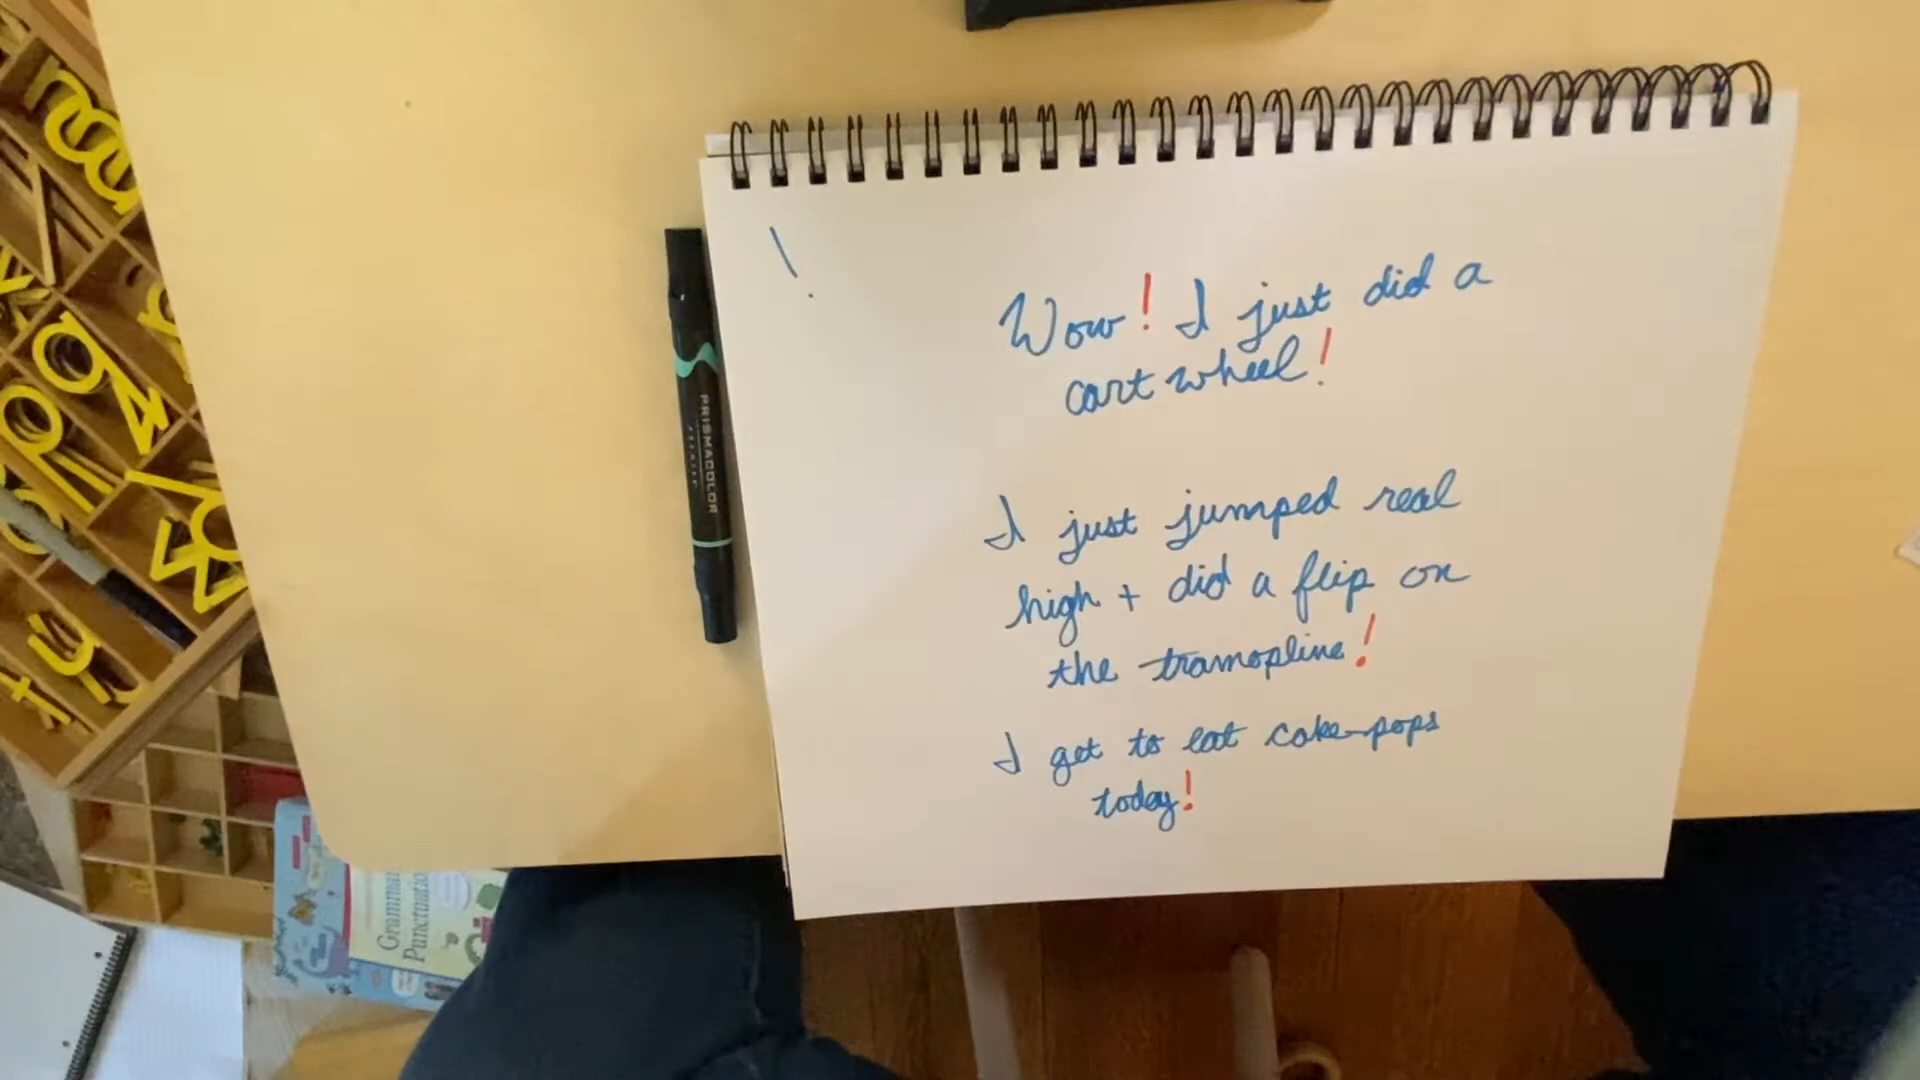 !
Wow! I just did a
cart wheel!
I just jumped real
high + did a flip on
the tramopline!
I get to eat cake-pops
today!
PRISMACOLOR
Grammar
Punctuatio